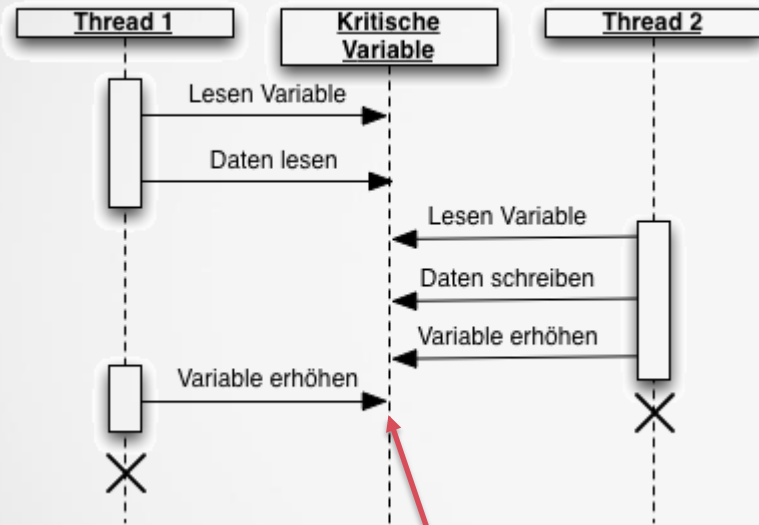 Thread 1
Kritische
Variable
Thread 2
Lesen Variable
Daten lesen
Lesen Variable
Daten schreiben
Variable erhöhen
Variable erhöhen